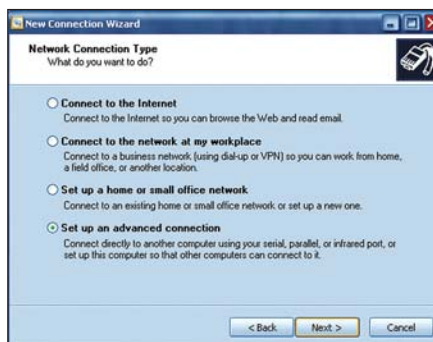 New Connection Wizard
Network Connection Type
What do you want to do?
Connect to the Internet
Connect to the Internet so you can browse the Web and read email.
Connect to the network at my workplace
Connect to a business network (using dial-up or VPN) so you can work from home,
a field office, or another location.
Set up a home or small office network
Connect to an existing home or small office network or set up a new one.
Set up an advanced connection
Connect directly to another computer using your serial, parallel, or infrared port, or
set up this computer so that other computers can connect to it.
< Back Next > Cancel